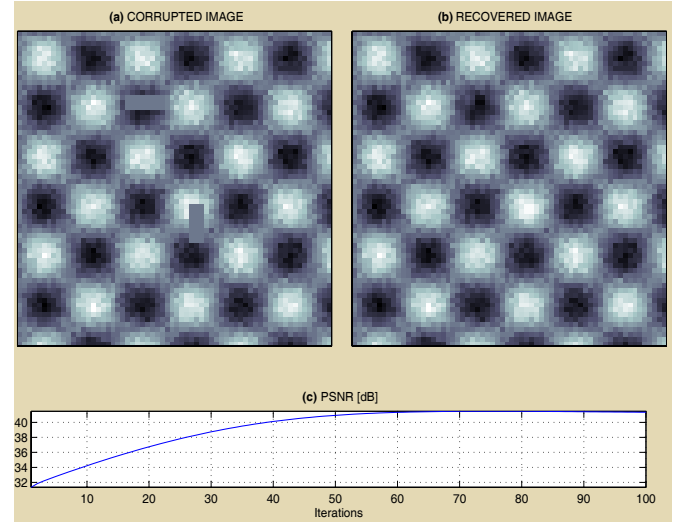 (a) CORRUPTED IMAGE
(b) RECOVERED IMAGE
(c) PSNR [dB]
40
38
36
34
32
10 20 30 40 50 60 70 80 90 100
Iterations